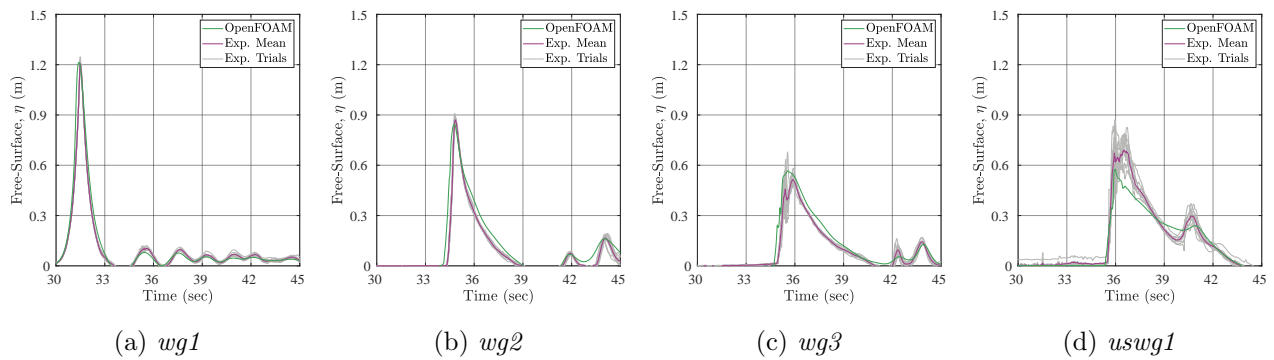 1.5
1.2
0.9
0.6
0.3
0
Free-Surface, η (m)
30 33 36 39 42 45
Time (sec)
OpenFOAM
Exp. Mean
Exp. Trials
(a) wg1
1.5
1.2
0.9
0.6
0.3
0
Free-Surface, η (m)
30 33 36 39 42 45
Time (sec)
OpenFOAM
Exp. Mean
Exp. Trials
(b) wg2
1.5
1.2
0.9
0.6
0.3
0
Free-Surface, η (m)
30 33 36 39 42 45
Time (sec)
OpenFOAM
Exp. Mean
Exp. Trials
(c) wg3
1.5
1.2
0.9
0.6
0.3
0
Free-Surface, η (m)
30 33 36 39 42 45
Time (sec)
OpenFOAM
Exp. Mean
Exp. Trials
(d) uswg1